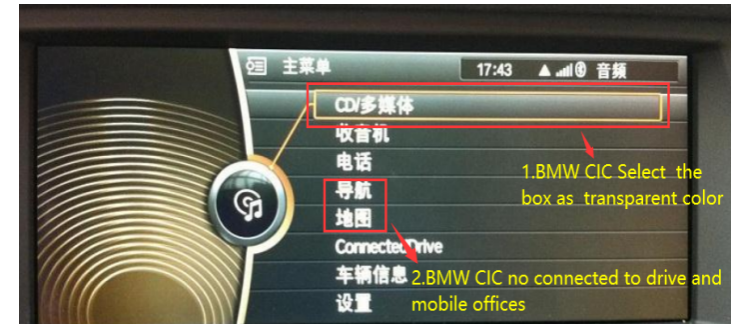 主菜单
17:43 音频
CD/多媒体
收音机
电话
导航
地图
ConnectedDrive
车辆信息
设置
1.BMW CIC Select the
box as transparent color
2.BMW CIC no connected to drive and
mobile offices